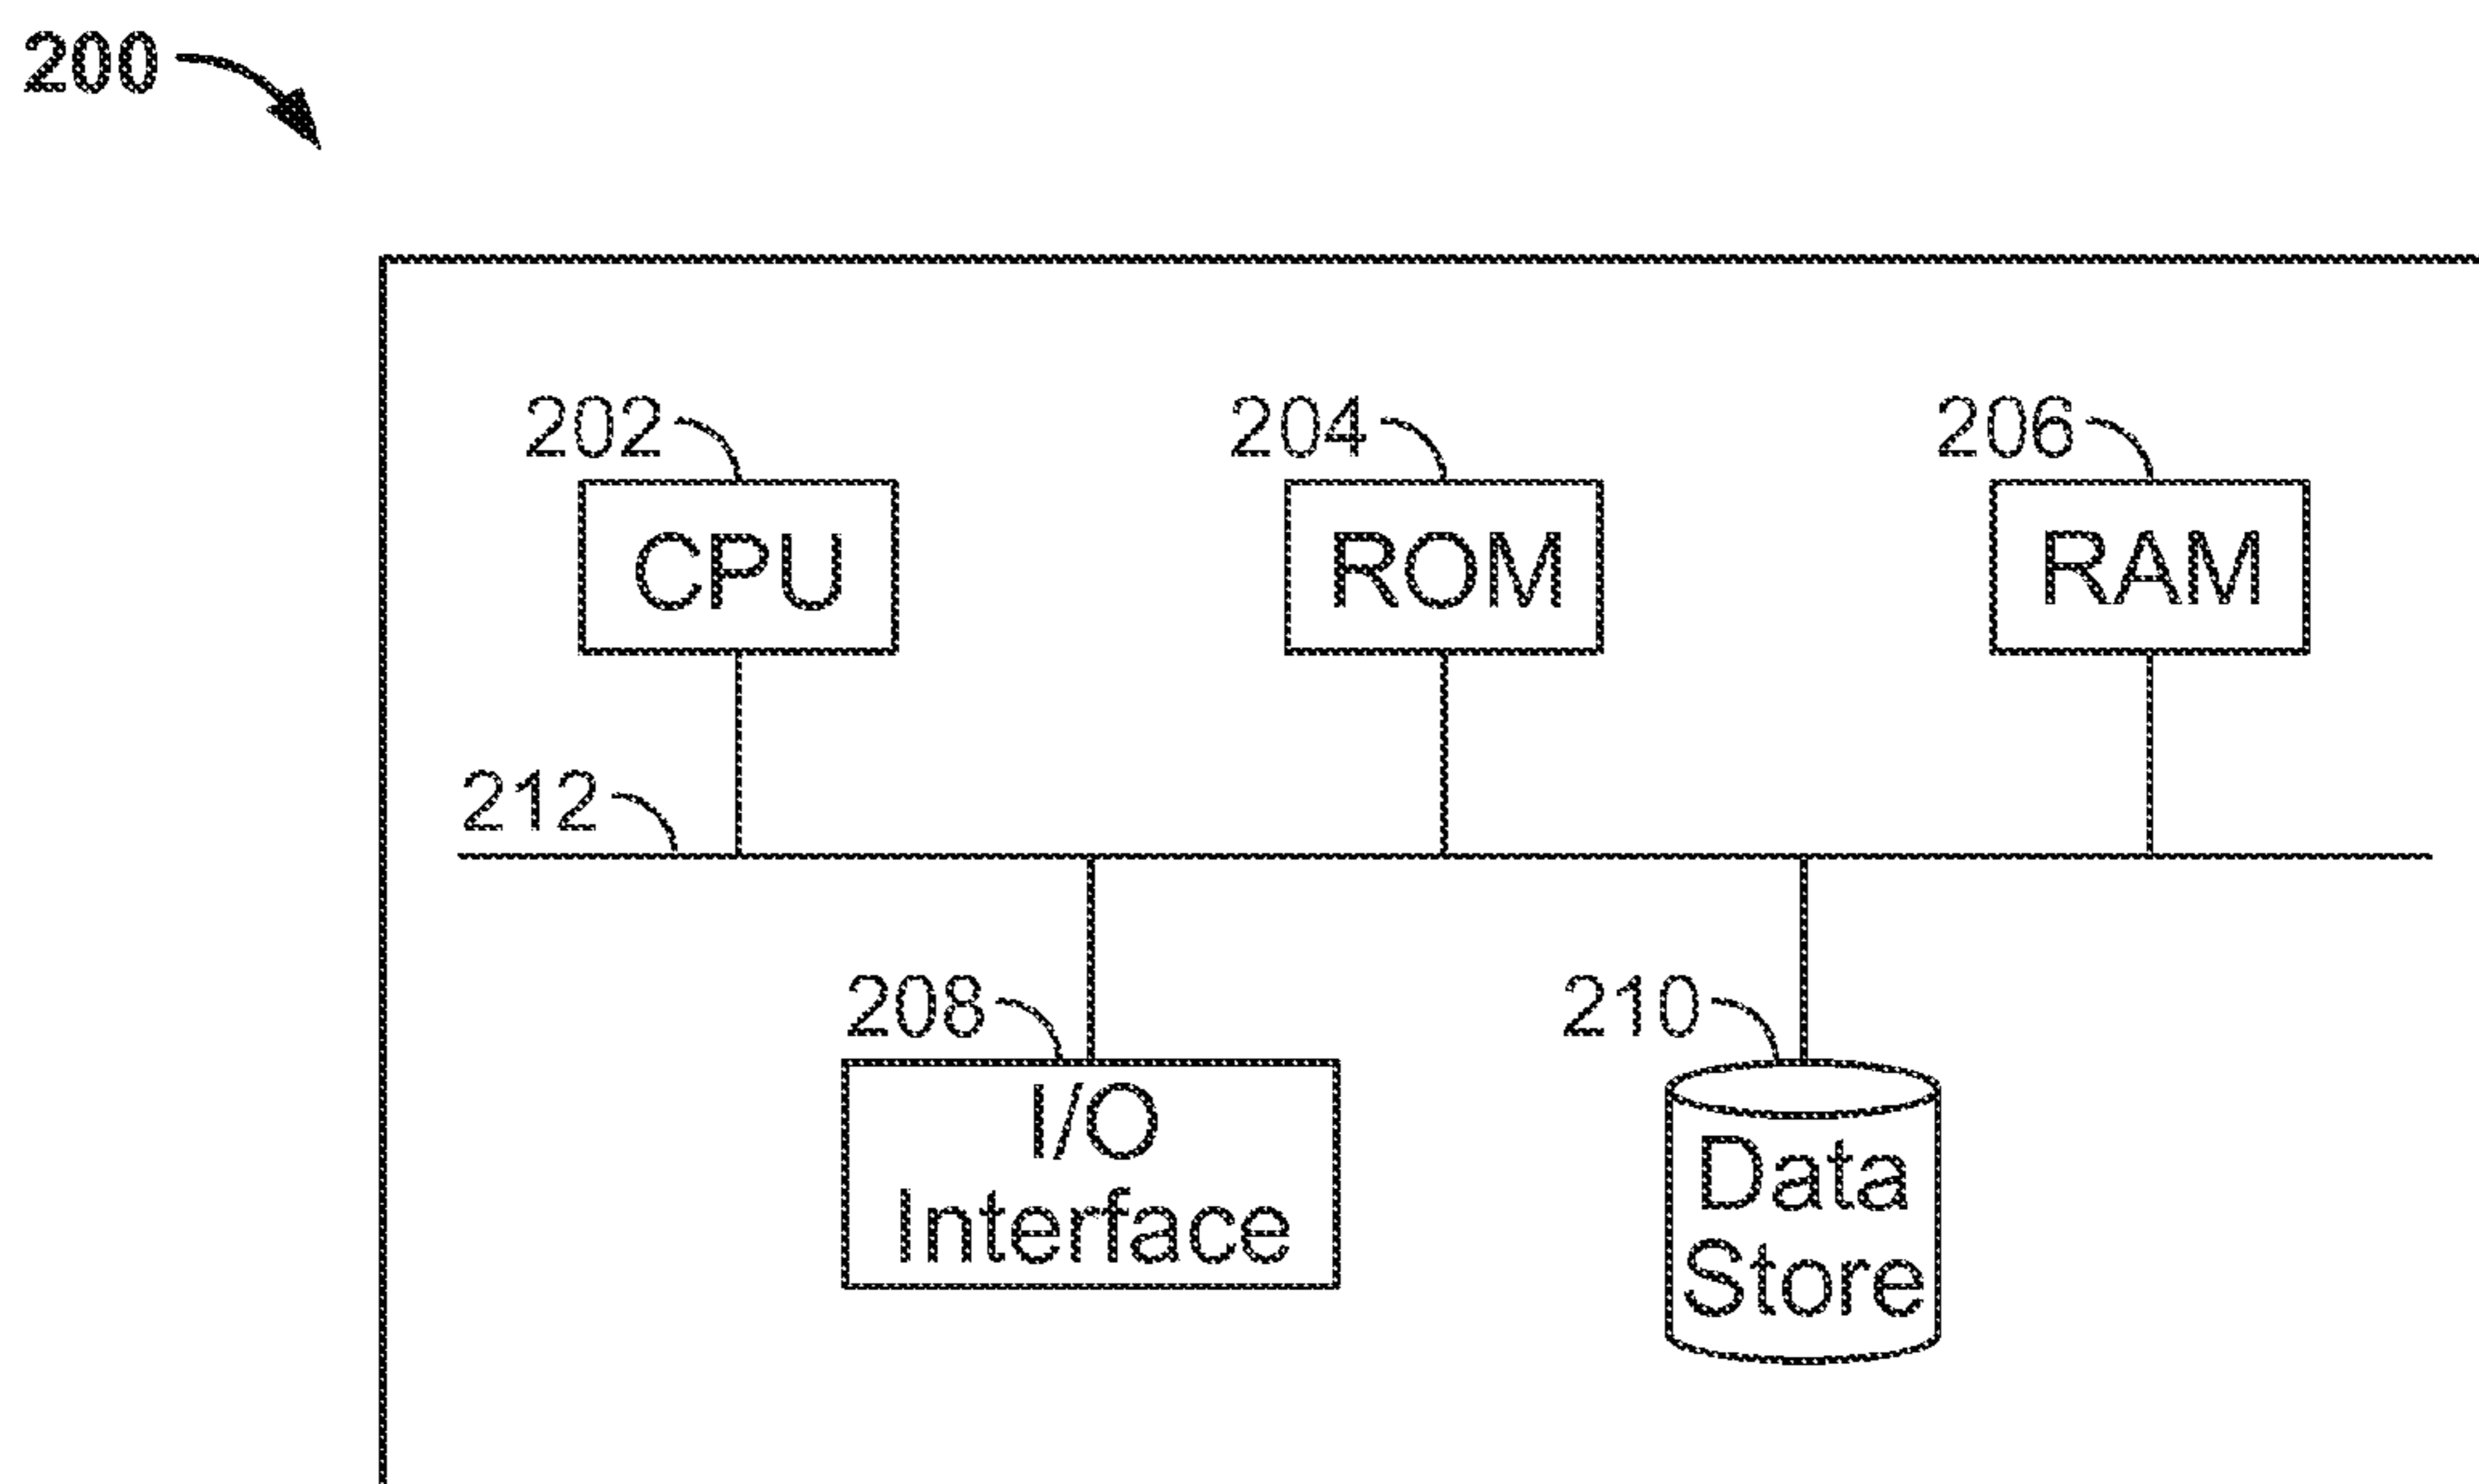 200
202
204
206
CPU
ROM
RAM
212
208
210
I/O
Interface
Data
Store